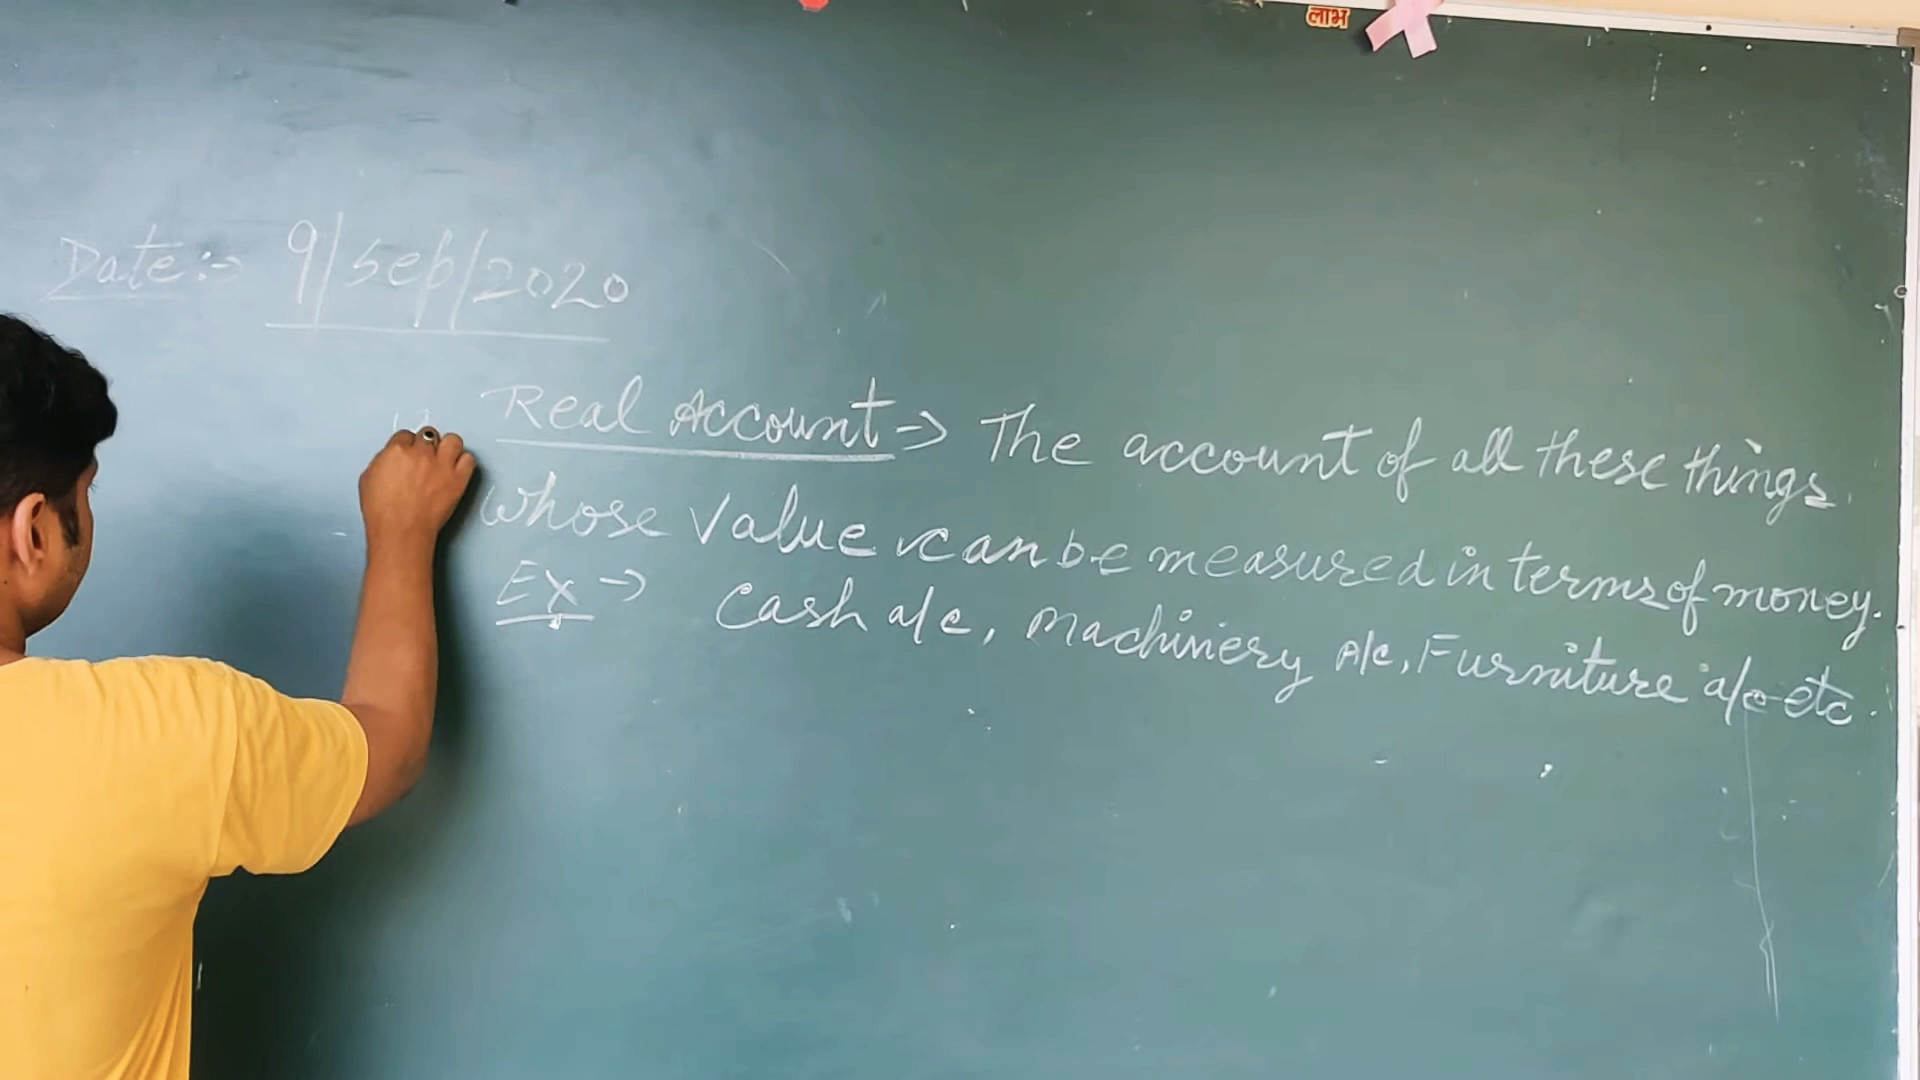 लाभ
Date:- 9/Sep/2020
Real Account -> The account of all these things
whose Value can be measured in terms of money.
Ex -> Cash a/c, Machinery A/c, Furniture a/c etc.